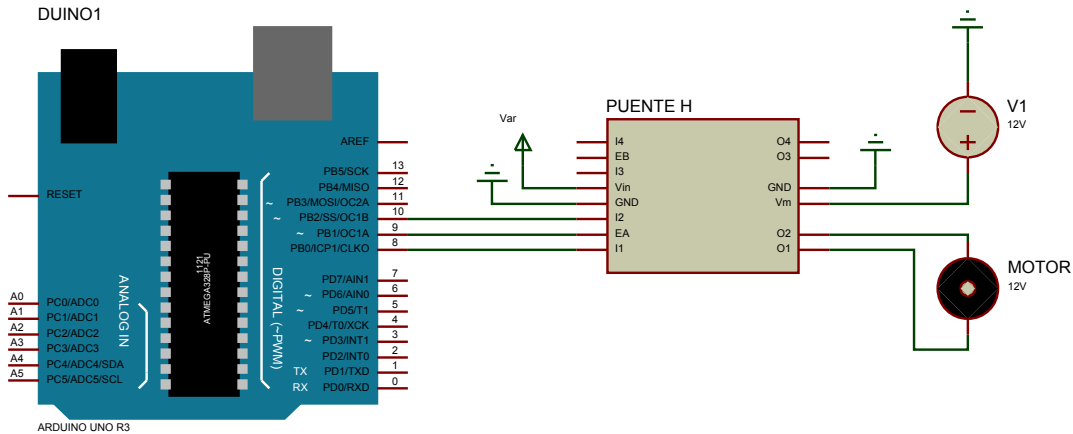 DUINO1
AREF
PB5/SCK 13
PB4/MISO 12
~ PB3/MOSI/OC2A 11
~ PB2/SS/OC1B 10
~ PB1/OC1A 9
PB0/ICP1/CLKO 8
PD7/AIN1 7
~ PD6/AIN0 6
~ PD5/T1 5
PD4/T0/XCK 4
~ PD3/INT1 3
PD2/INT0 2
TX PD1/TXD 1
RX PD0/RXD 0
RESET
1121
ATMEGA328P-PU
DIGITAL (~PWM)
ANALOG IN
A0 PC0/ADC0
A1 PC1/ADC1
A2 PC2/ADC2
A3 PC3/ADC3
A4 PC4/ADC4/SDA
A5 PC5/ADC5/SCL
ARDUINO UNO R3
Var
PUENTE H
I4
EB
I3
Vin
GND
I2
EA
I1
O4
O3
GND
Vm
O2
O1
V1
12V
MOTOR
12V